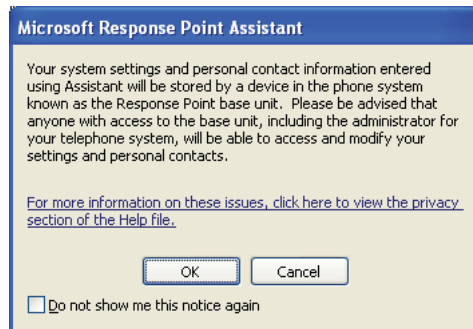 Microsoft Response Point Assistant
Your system settings and personal contact information entered
using Assistant will be stored by a device in the phone system
known as the Response Point base unit. Please be advised that
anyone with access to the base unit, including the administrator for
your telephone system, will be able to access and modify your
settings and personal contacts.
For more information on these issues, click here to view the privacy
section of the Help file.
OK Cancel
Do not show me this notice again